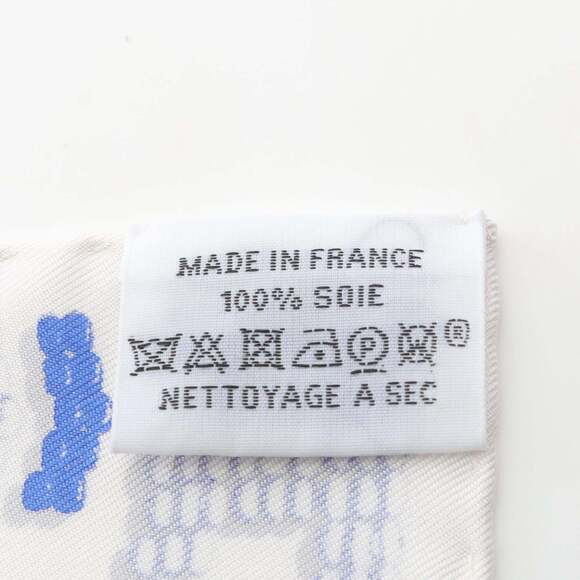 MADE IN FRANCE
100% SOIE
P ®
NETTOYAGE A SEC